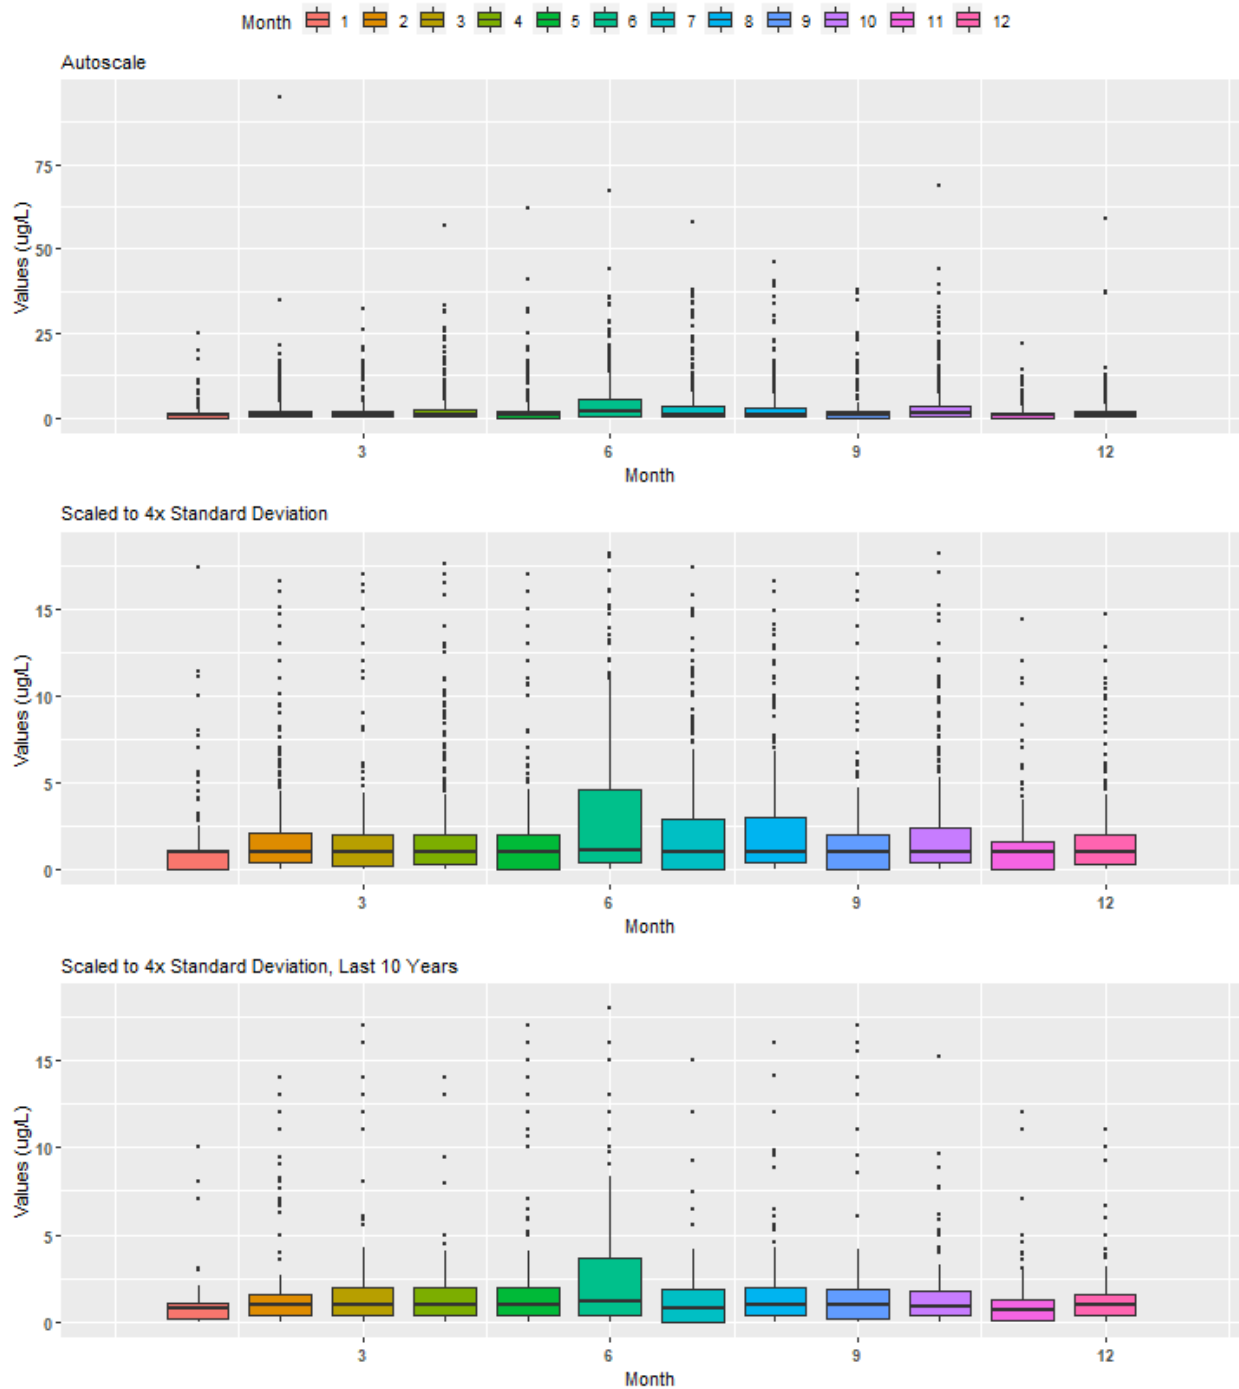 Month 1 2 3 4 5 6 7 8 9 10 11 12
Autoscale
Values (ug/L)
75
50
25
0
3 6 9 12
Month
Scaled to 4x Standard Deviation
Values (ug/L)
15
10
5
0
3 6 9 12
Month
Scaled to 4x Standard Deviation, Last 10 Years
Values (ug/L)
15
10
5
0
3 6 9 12
Month